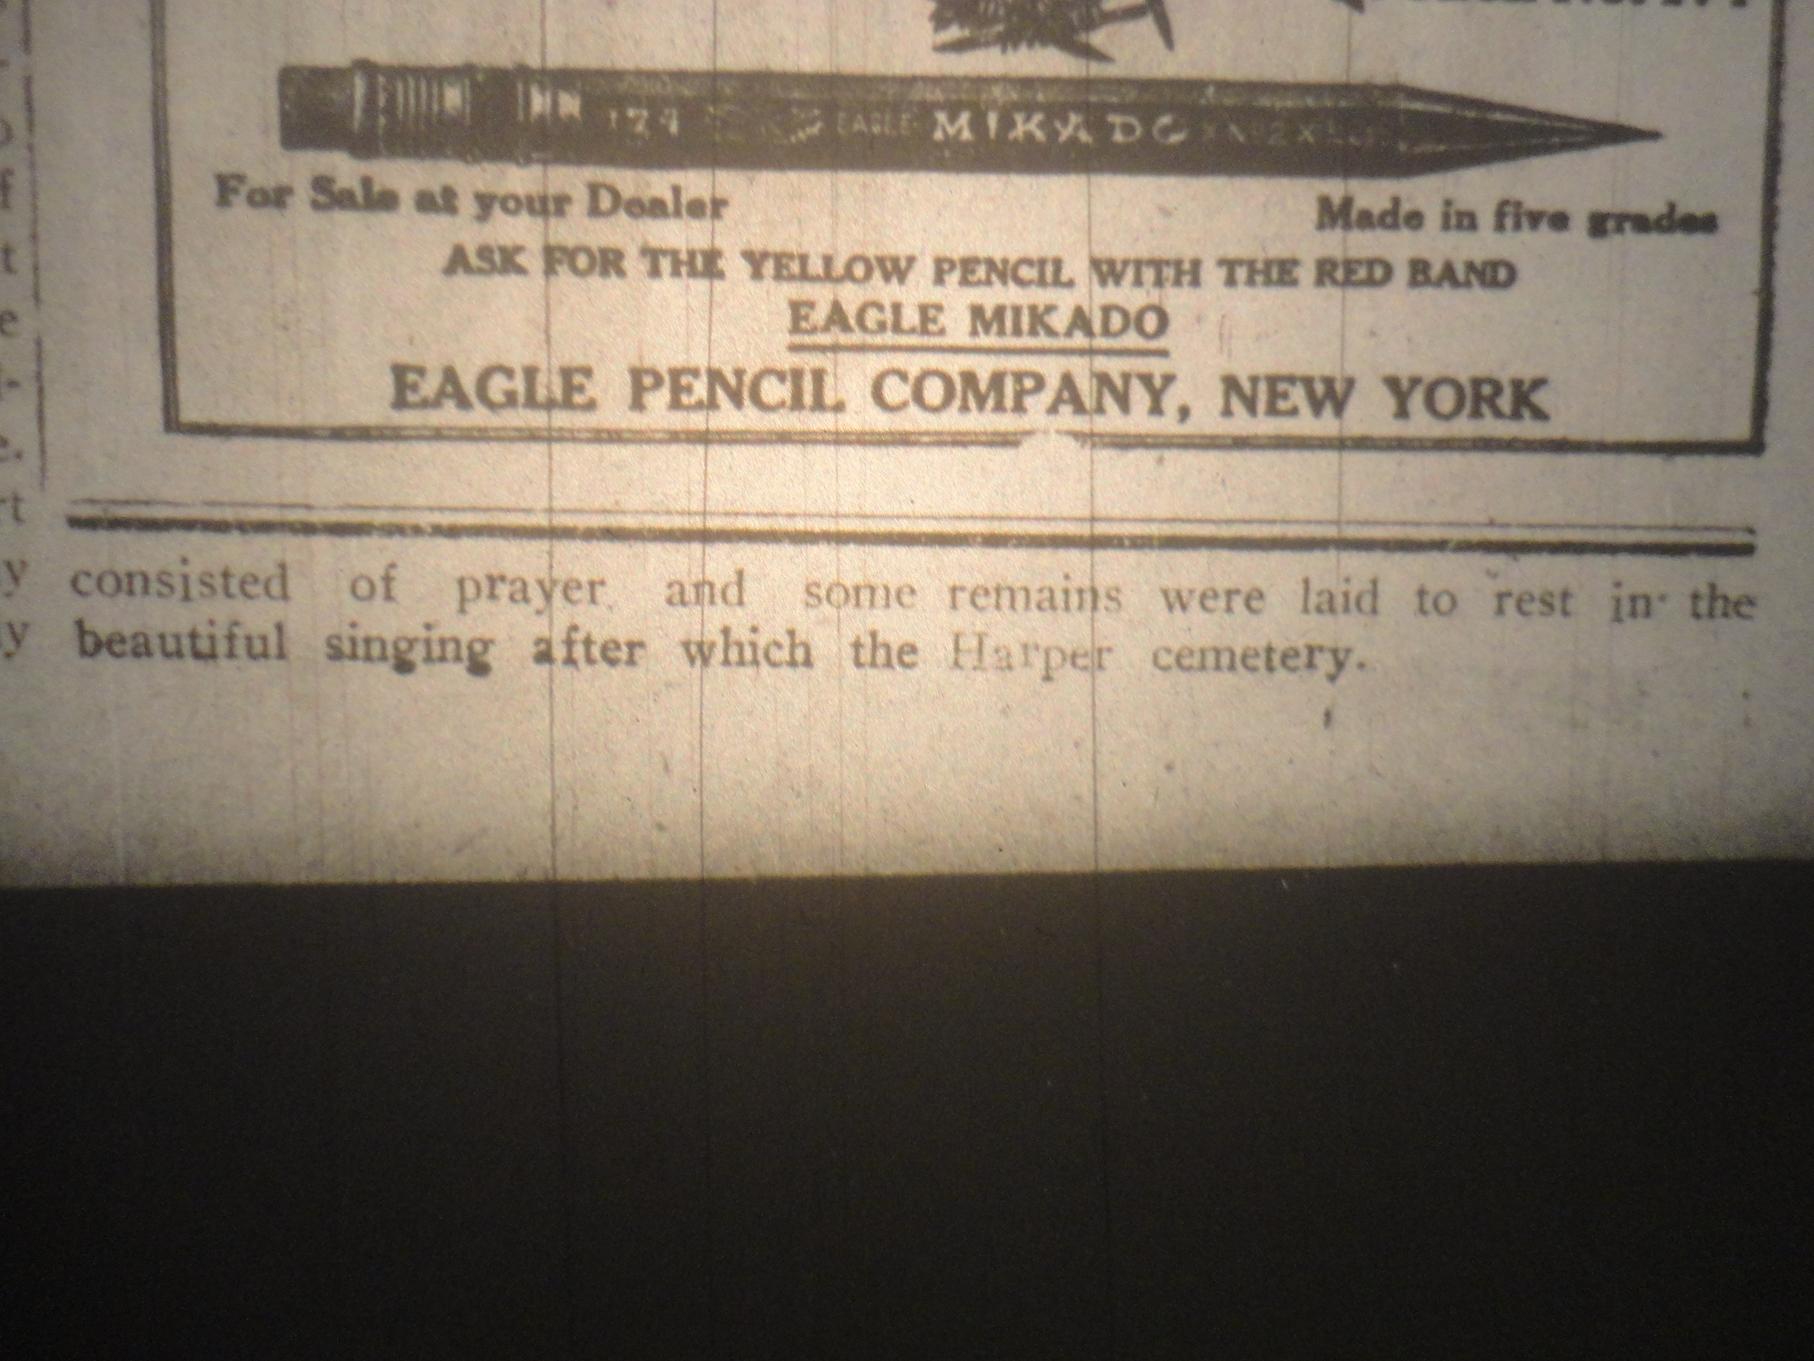 174 EAGLE MIKADO
For Sale at your Dealer
Made in five grades
ASK FOR THE YELLOW PENCIL WITH THE RED BAND
EAGLE MIKADO
EAGLE PENCIL COMPANY, NEW YORK
consisted of prayer and some
beautiful singing after which the
remains were laid to rest in the
Harper cemetery.